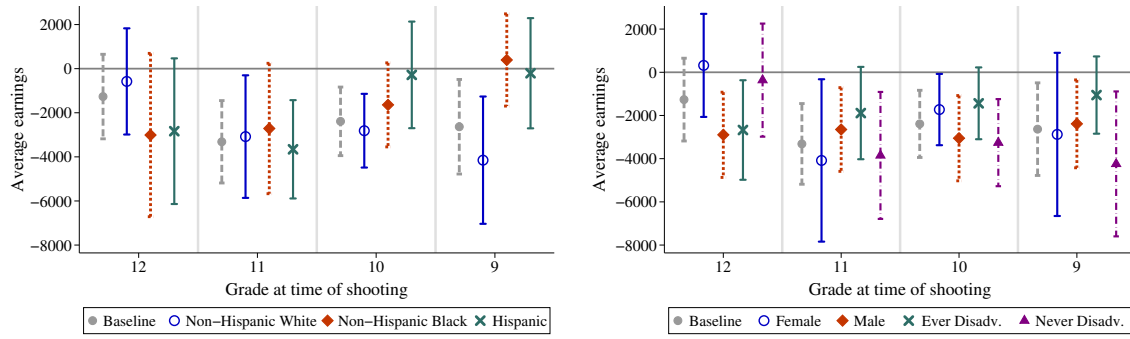 2000
0
−2000
−4000
−6000
−8000
Average earnings
12 11 10 9
Grade at time of shooting
Baseline Non−Hispanic White Non−Hispanic Black Hispanic
2000
0
−2000
−4000
−6000
−8000
Average earnings
12 11 10 9
Grade at time of shooting
Baseline Female Male Ever Disadv. Never Disadv.